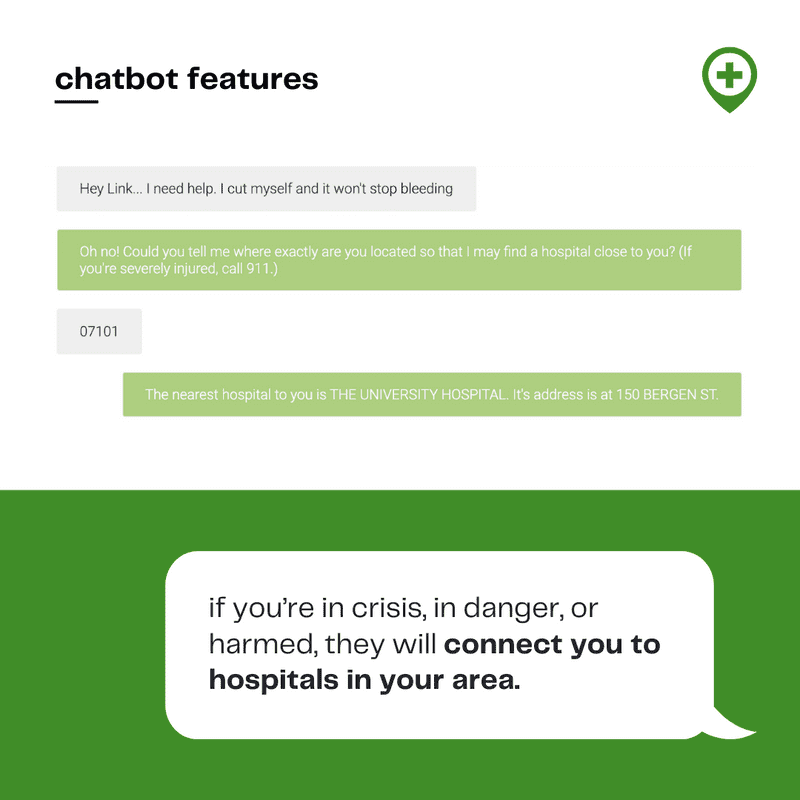 chatbot features
Hey Link... I need help. I cut myself and it won't stop bleeding
Oh no! Could you tell me where exactly are you located so that I may find a hospital close to you? (If
you're severely injured, call 911.)
07101
The nearest hospital to you is THE UNIVERSITY HOSPITAL. It's address is at 150 BERGEN ST.
if you’re in crisis, in danger, or
harmed, they will connect you to
hospitals in your area.